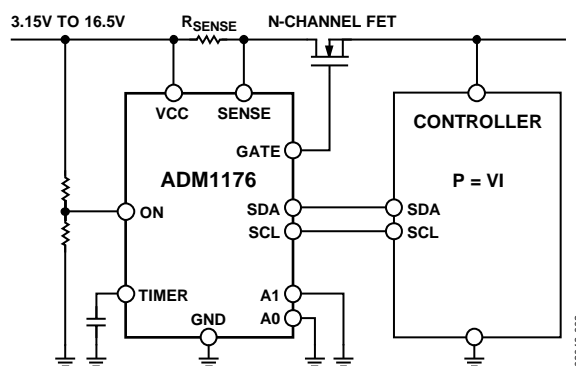 3.15V TO 16.5V
RSENSE
N-CHANNEL FET
VCC
SENSE
CONTROLLER
GATE
ADM1176
P = VI
SDA
SDA
ON
SCL
SCL
TIMER
A1
GND
A0